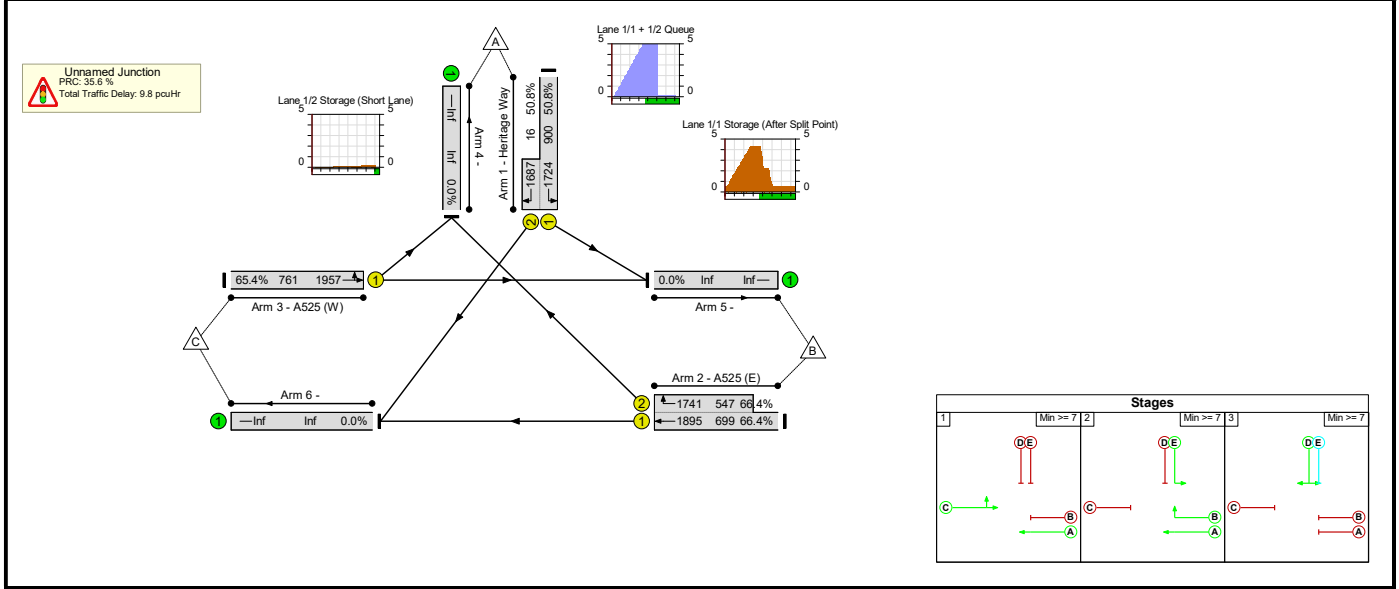 Unnamed Junction
PRC: 35.6 %
Total Traffic Delay: 9.8 pcuHr
A
Lane 1/1 + 1/2 Queue
5 5
0 0
Lane 1/2 Storage (Short Lane)
5 5
0 0
Lane 1/1 Storage (After Split Point)
5 5
0 0
1
Inf Inf 0.0%
Arm 4 -
Arm 1 - Heritage Way
1687 16 50.8%
1724 900 50.8%
2 1
65.4% 761 1957 1
Arm 3 - A525 (W)
0.0% Inf Inf 1
Arm 5 -
C
B
Arm 6 -
1 Inf Inf 0.0%
Arm 2 - A525 (E)
2 1741 547 66.4%
1 1895 699 66.4%
Stages
1 Min >= 7 2 Min >= 7 3 Min >= 7
D E D E D E
C C C
B B B
A A A